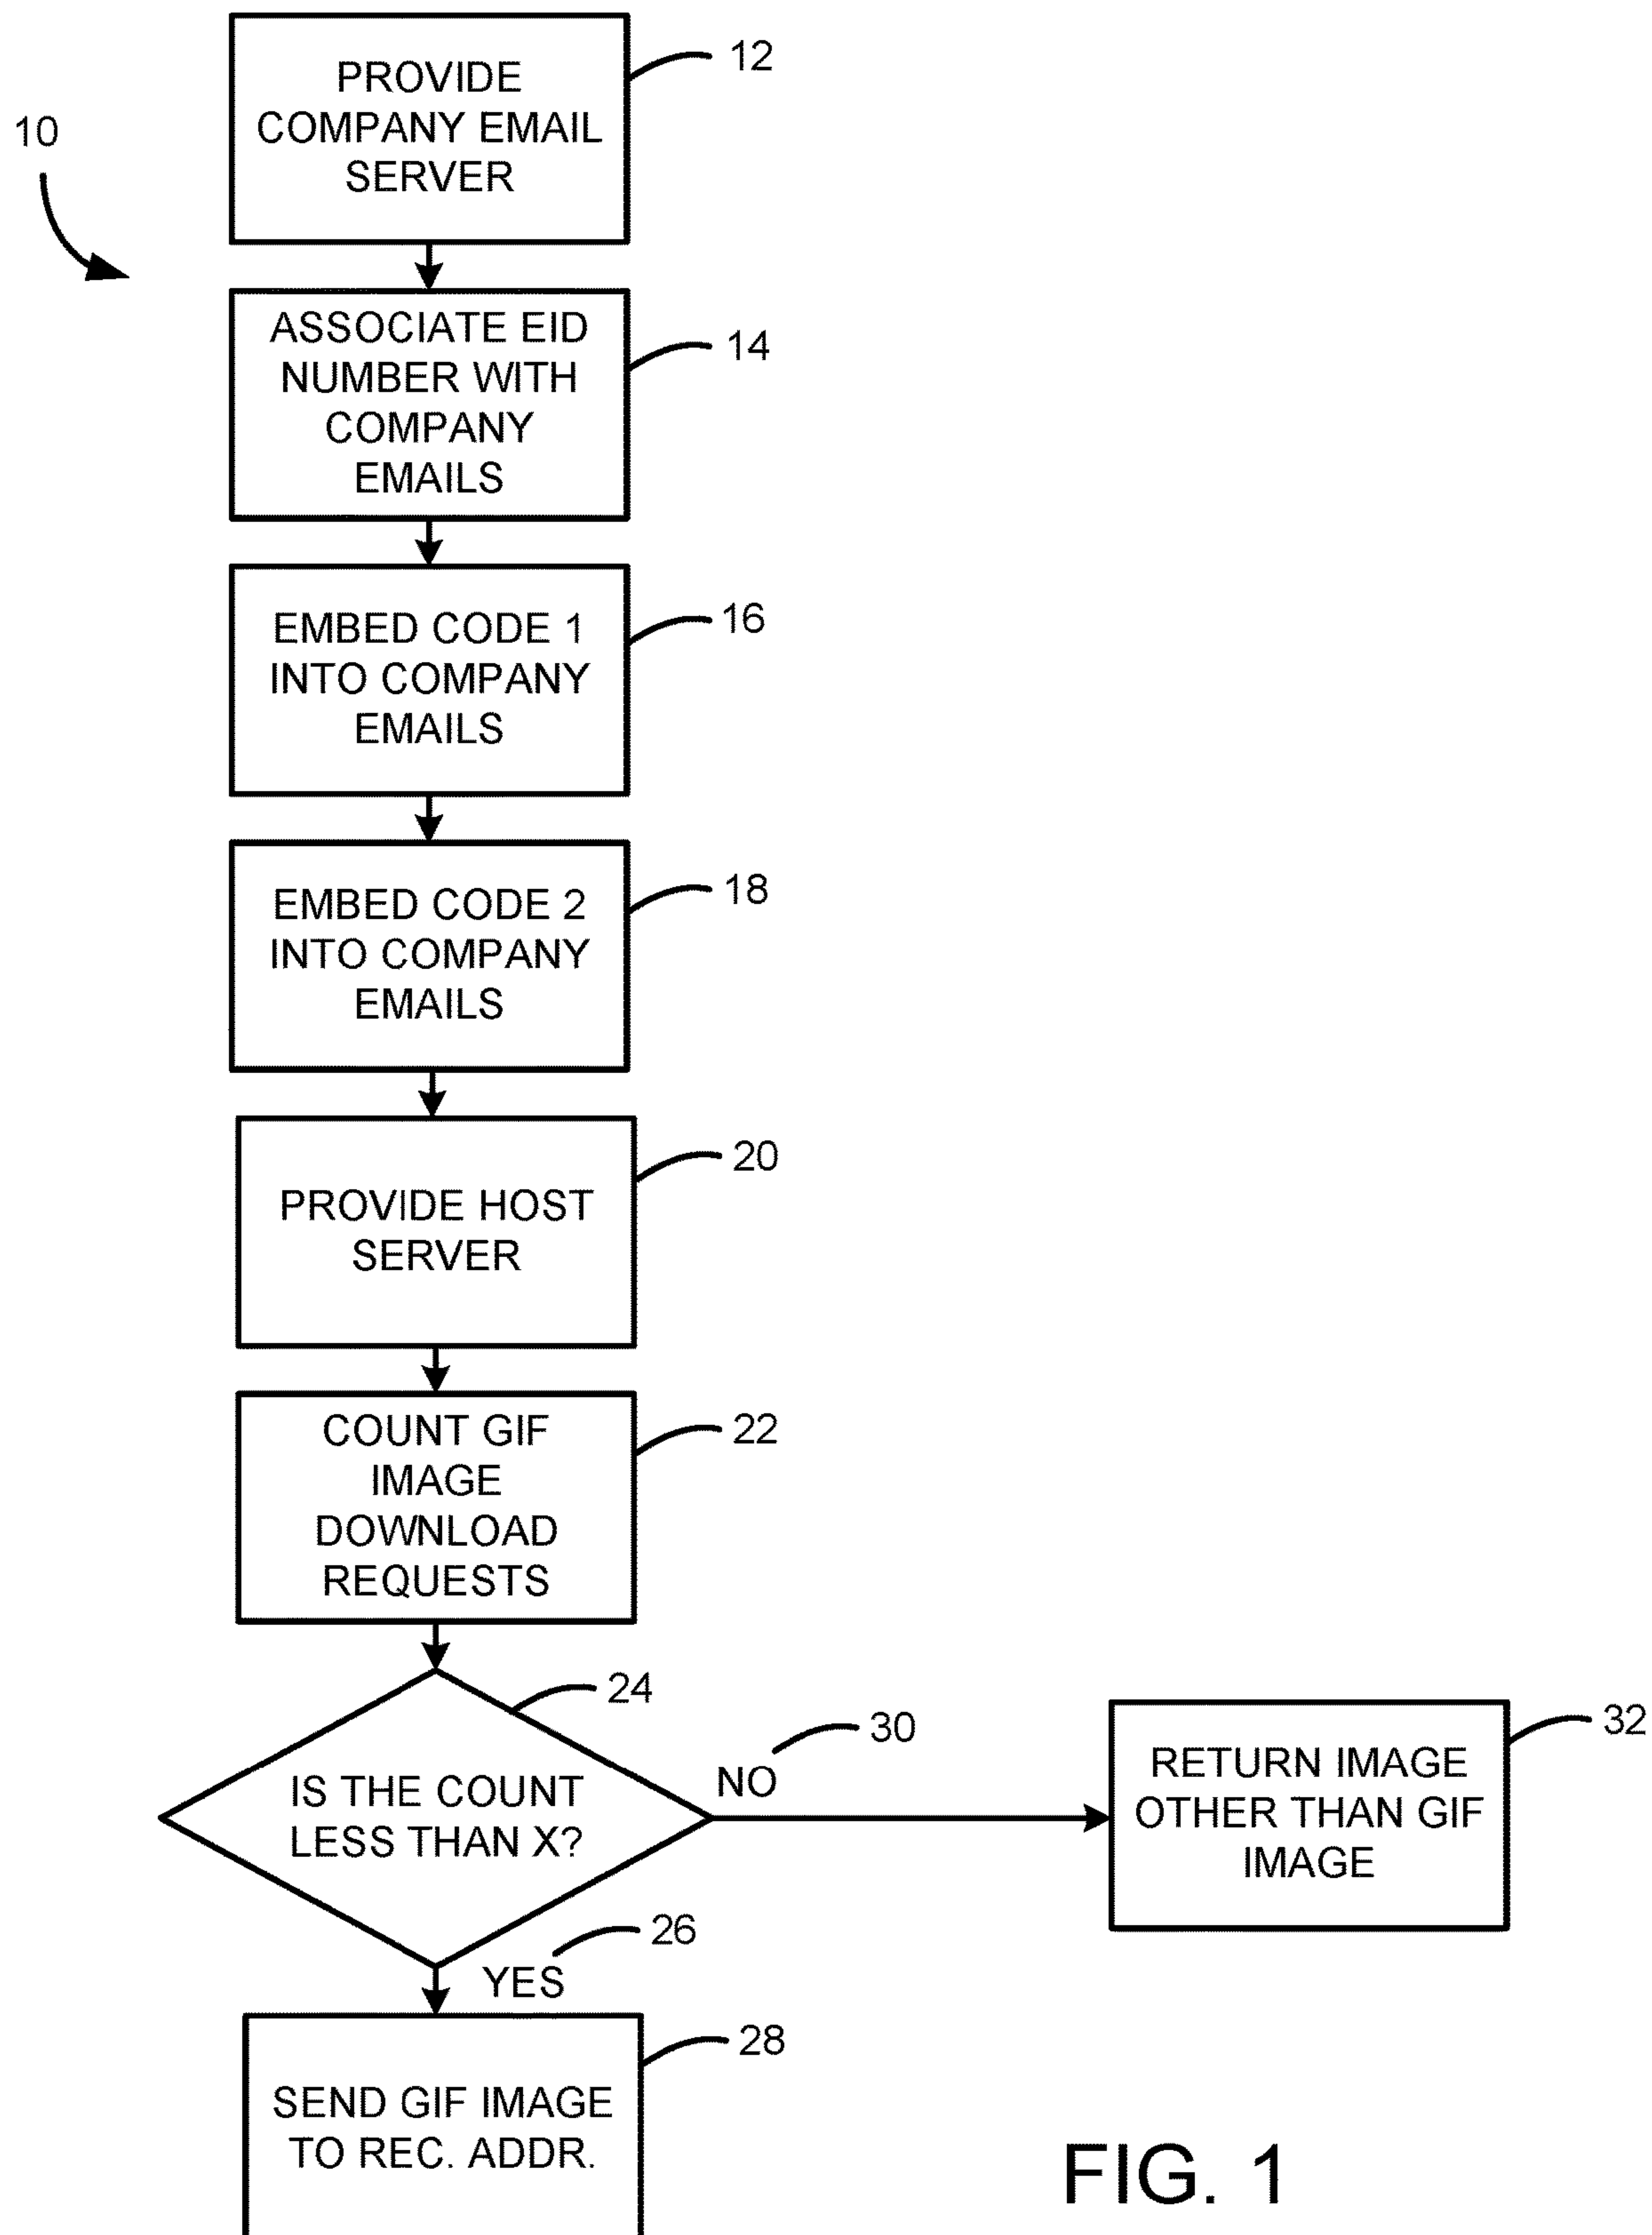 12
PROVIDE
COMPANY EMAIL
SERVER
10
ASSOCIATE EID
NUMBER WITH
COMPANY
EMAILS
14
EMBED CODE 1
INTO COMPANY
EMAILS
16
EMBED CODE 2
INTO COMPANY
EMAILS
18
PROVIDE HOST
SERVER
20
COUNT GIF
IMAGE
DOWNLOAD
REQUESTS
22
24
IS THE COUNT
LESS THAN X?
30
NO
32
RETURN IMAGE
OTHER THAN GIF
IMAGE
26
YES
28
SEND GIF IMAGE
TO REC. ADDR.
FIG. 1